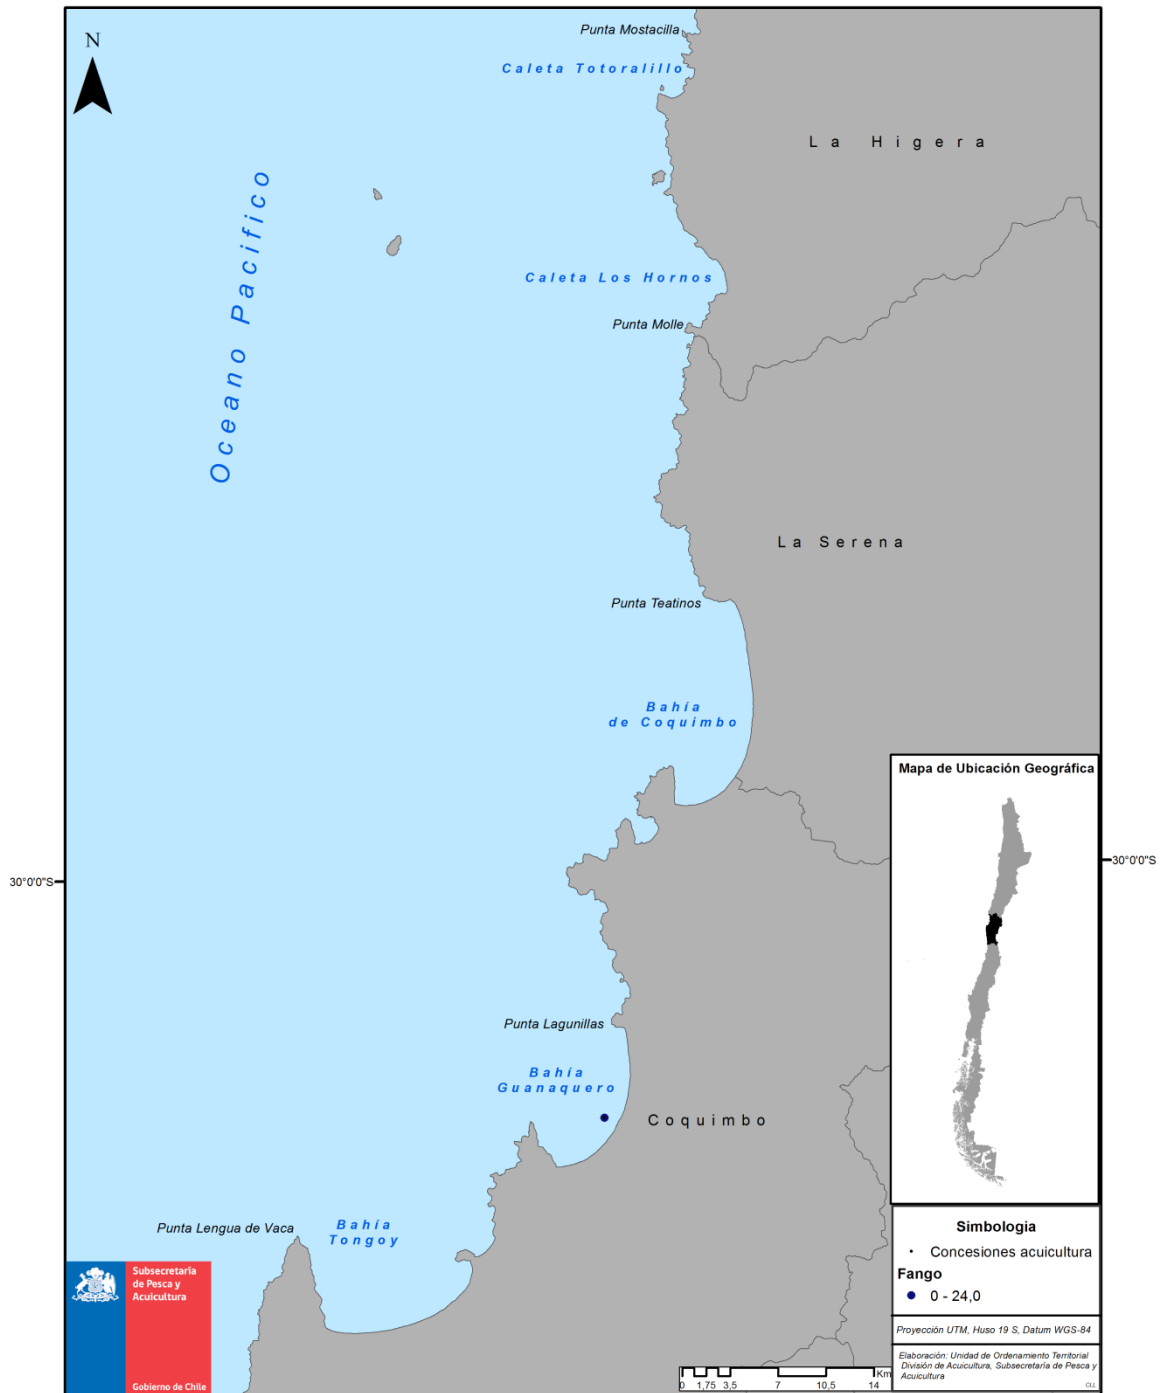 N
Punta Mostacilla
Caleta Totoralillo
La Higera
Oceano Pacifico
Caleta Los Hornos
Punta Molle
La Serena
Punta Teatinos
Bahía
de Coquimbo
Mapa de Ubicación Geográfica
30°0'0"S
30°0'0"S
Punta Lagunillas
Bahía
Guanaquero
Coquimbo
Punta Lengua de Vaca
Bahía
Tongoy
Simbologia
Concesiones acuicultura
Fango
0 - 24,0
Proyección UTM, Huso 19 S, Datum WGS-84
Elaboración: Unidad de Ordenamiento Territorial
División de Acuicultura, Subsecretaría de Pesca y
Acuicultura
CLL
Subsecretaría
de Pesca y
Acuicultura
Gobierno de Chile
Km
0 1,75 3,5 7 10,5 14